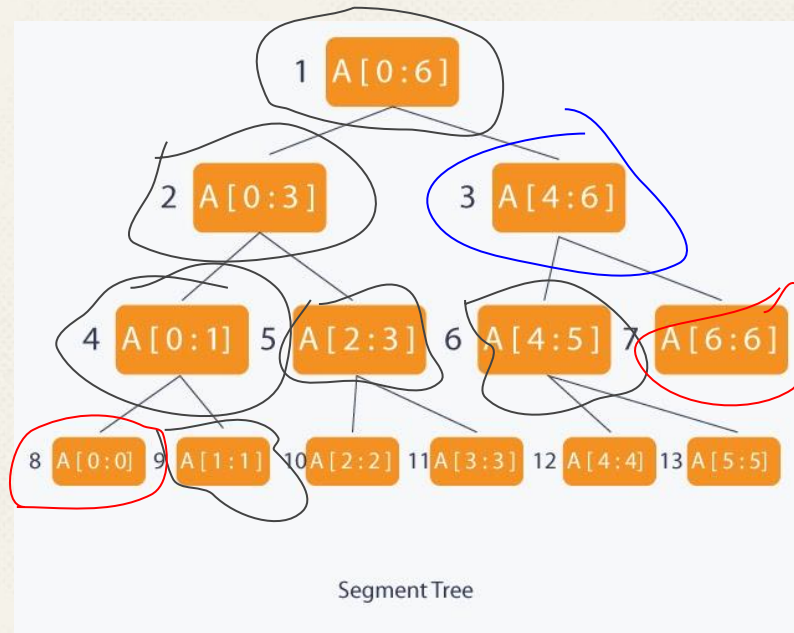 1 A[0:6]
2 A[0:3] 3 A[4:6]
4 A[0:1] 5 A[2:3] 6 A[4:5] 7 A[6:6]
8 A[0:0] 9 A[1:1] 10 A[2:2] 11 A[3:3] 12 A[4:4] 13 A[5:5]
Segment Tree